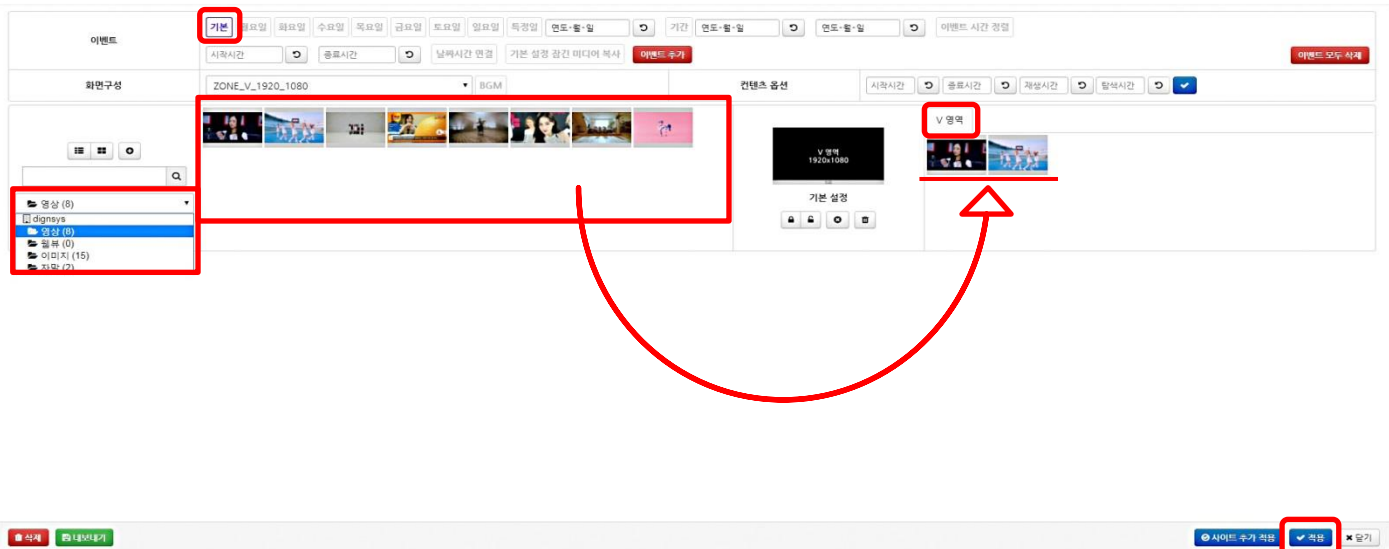 이벤트
기본 월요일 화요일 수요일 목요일 금요일 토요일 일요일 특정일 연도-월-일 기간 연도-월-일 연도-월-일 이벤트 시간 정렬
시작시간 종료시간 날짜시간 연결 기본 설정 잠긴 미디어 복사 이벤트 추가 이벤트 모두 삭제
화면구성 ZONE_V_1920_1080 BGM 컨텐츠 옵션 시작시간 종료시간 재생시간 탐색시간
V 영역
V 영역
1920x1080
기본 설정
영상 (8)
dignsys
영상 (8)
웹뷰 (0)
이미지 (15)
자막 (2)
삭제 내보내기 사이트 추가 적용 적용 닫기